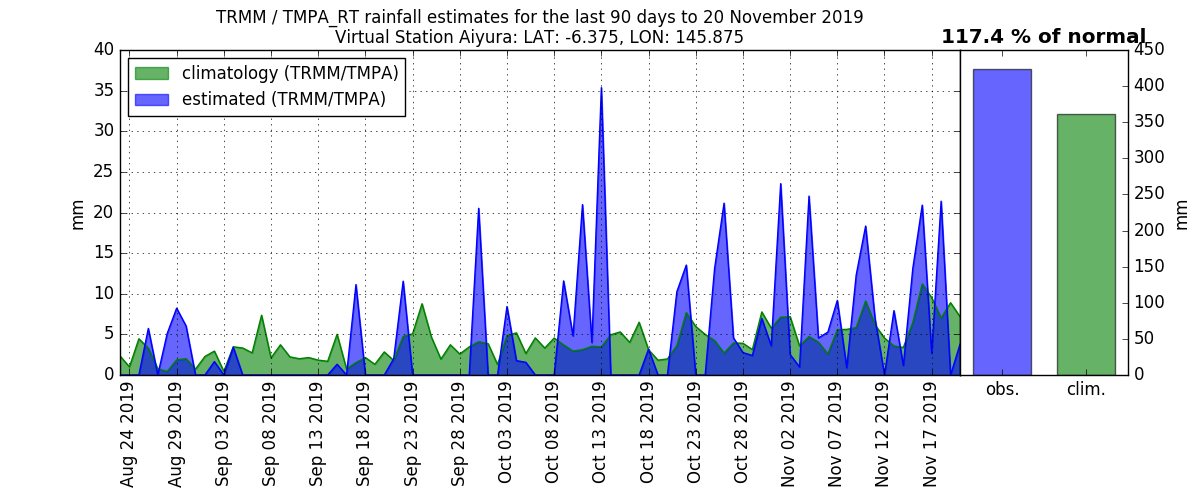 TRMM / TMPA_RT rainfall estimates for the last 90 days to 20 November 2019
Virtual Station Aiyura: LAT: -6.375, LON: 145.875
117.4 % of normal
climatology (TRMM/TMPA)
estimated (TRMM/TMPA)
mm
40
35
30
25
20
15
10
5
0
Aug 24 2019
Aug 29 2019
Sep 03 2019
Sep 08 2019
Sep 13 2019
Sep 18 2019
Sep 23 2019
Sep 28 2019
Oct 03 2019
Oct 08 2019
Oct 13 2019
Oct 18 2019
Oct 23 2019
Oct 28 2019
Nov 02 2019
Nov 07 2019
Nov 12 2019
Nov 17 2019
450
400
350
300
250
200
150
100
50
0
mm
obs.
clim.